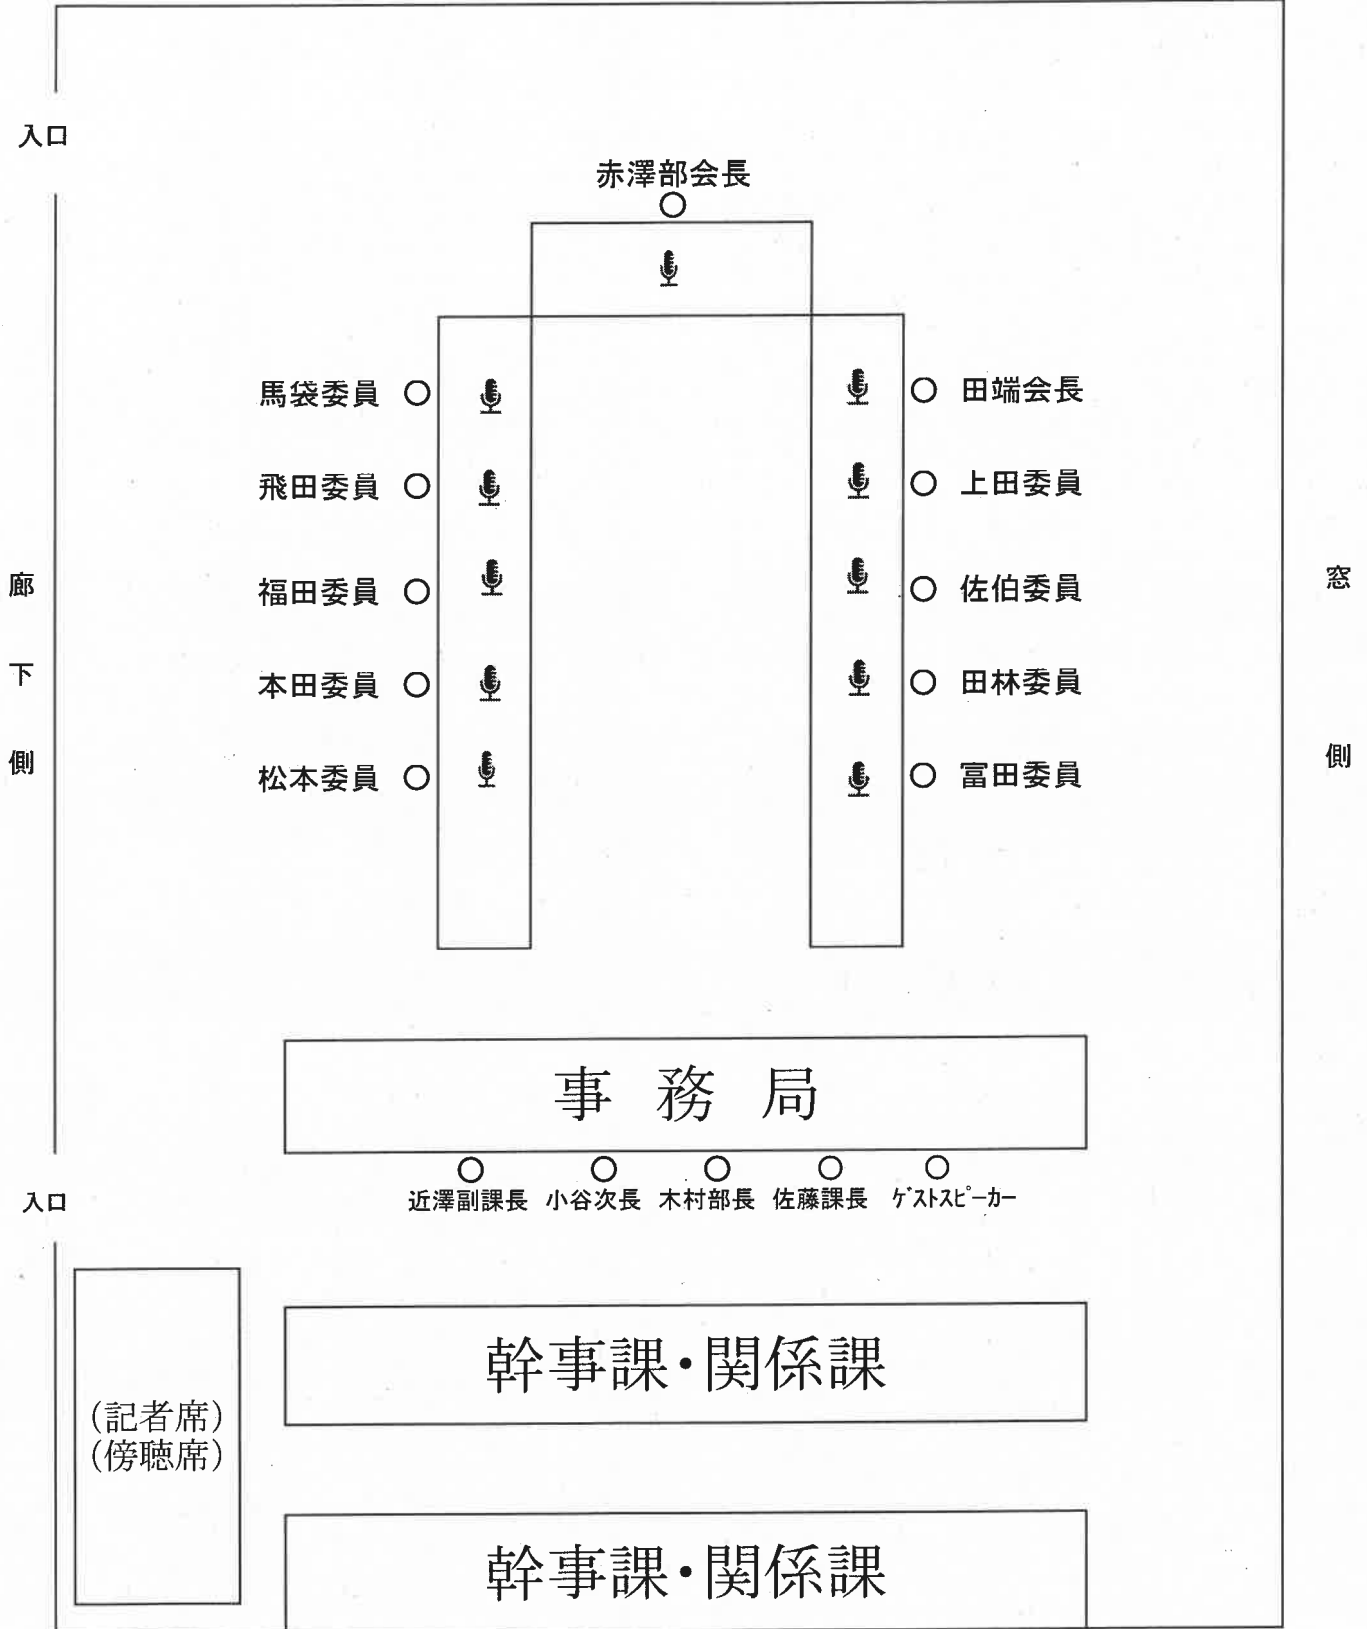 入口
赤澤部会長
馬袋委員
田端会長
飛田委員
上田委員
福田委員
佐伯委員
本田委員
田林委員
松本委員
富田委員
廊下側
窓側
事務局
近澤副課長 小谷次長 木村部長 佐藤課長 ｹﾞｽﾄｽﾋﾟｰｶｰ
入口
幹事課・関係課
(記者席)
(傍聴席)
幹事課・関係課